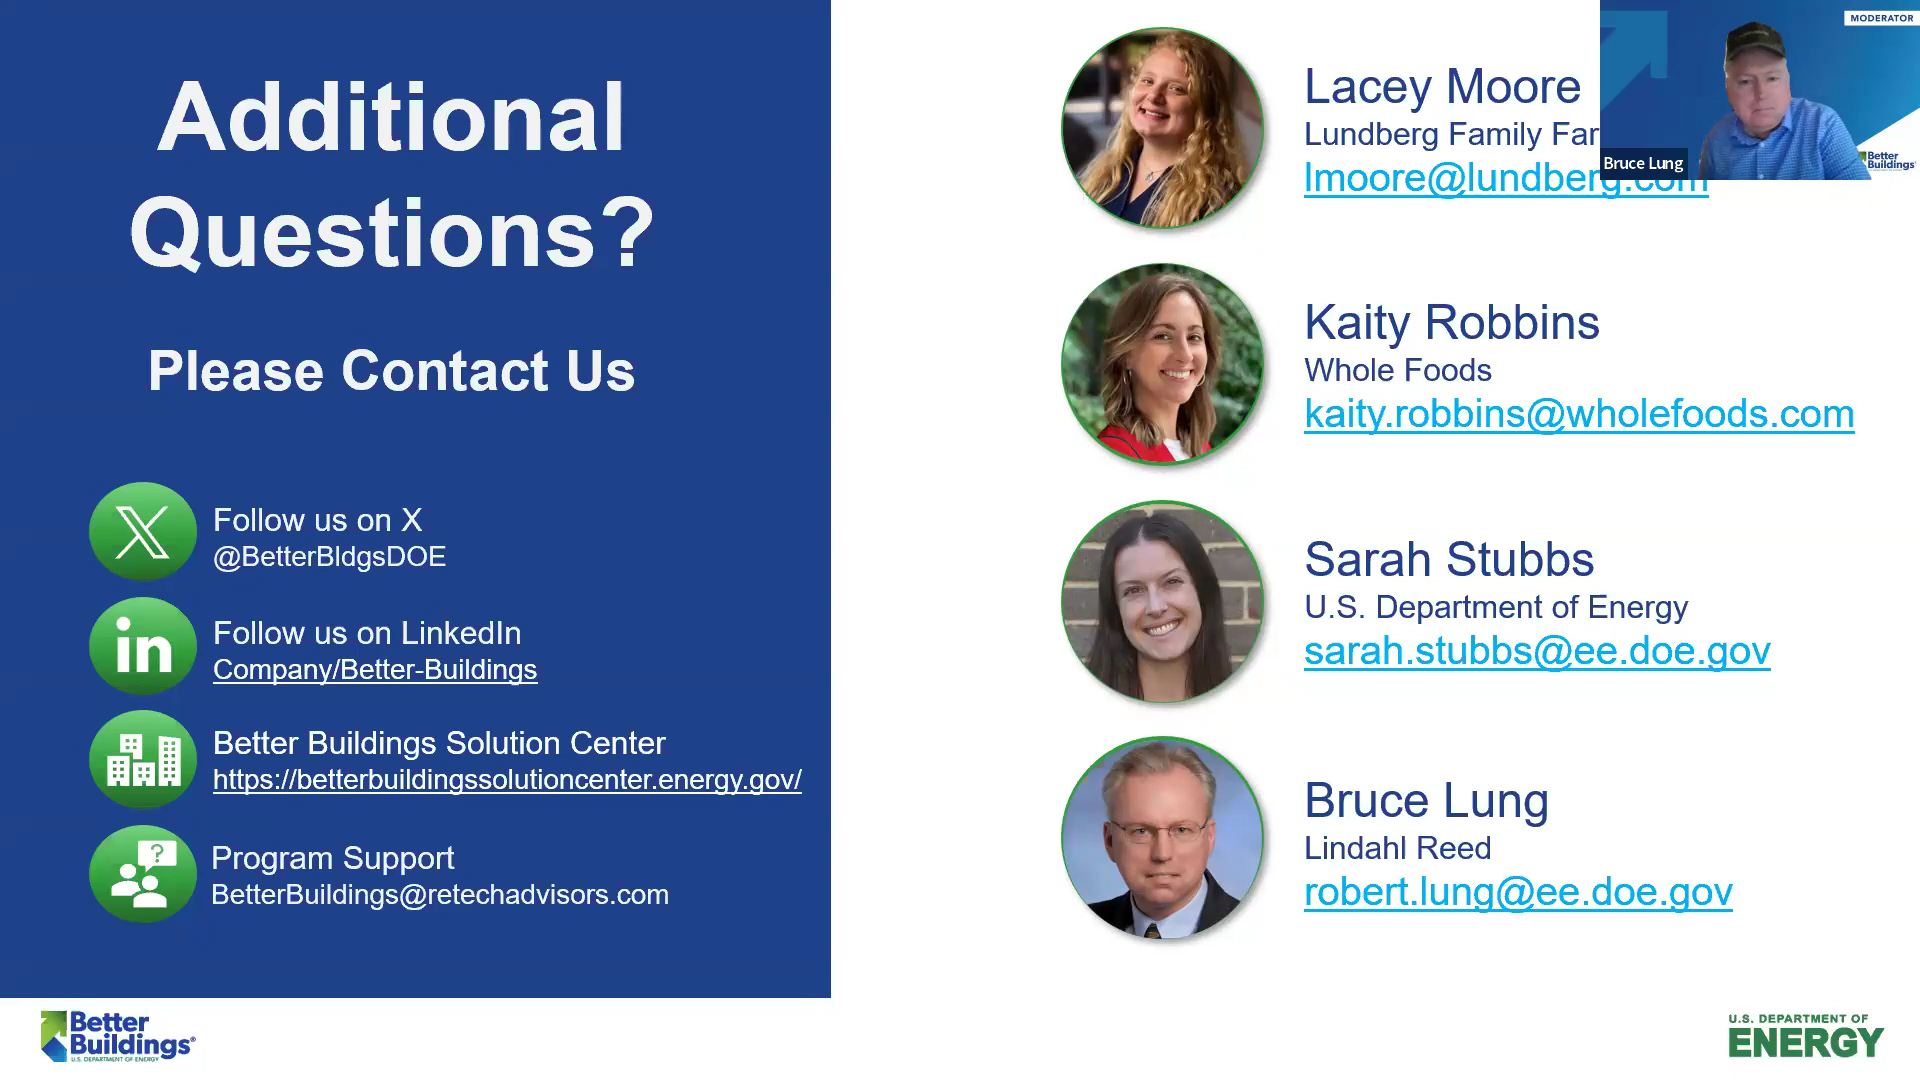 Additional
Questions?
Please Contact Us
Follow us on X
@BetterBldgsDOE
Follow us on LinkedIn
Company/Better-Buildings
Better Buildings Solution Center
https://betterbuildingssolutioncenter.energy.gov/
Program Support
BetterBuildings@retechadvisors.com
Lacey Moore
Lundberg Family Far
lmoore@lundberg.com
Kaity Robbins
Whole Foods
kaity.robbins@wholefoods.com
Sarah Stubbs
U.S. Department of Energy
sarah.stubbs@ee.doe.gov
Bruce Lung
Lindahl Reed
robert.lung@ee.doe.gov
MODERATOR
Bruce Lung
Better
Buildings®
Better
Buildings®
U.S. DEPARTMENT OF ENERGY
U.S. DEPARTMENT OF
ENERGY